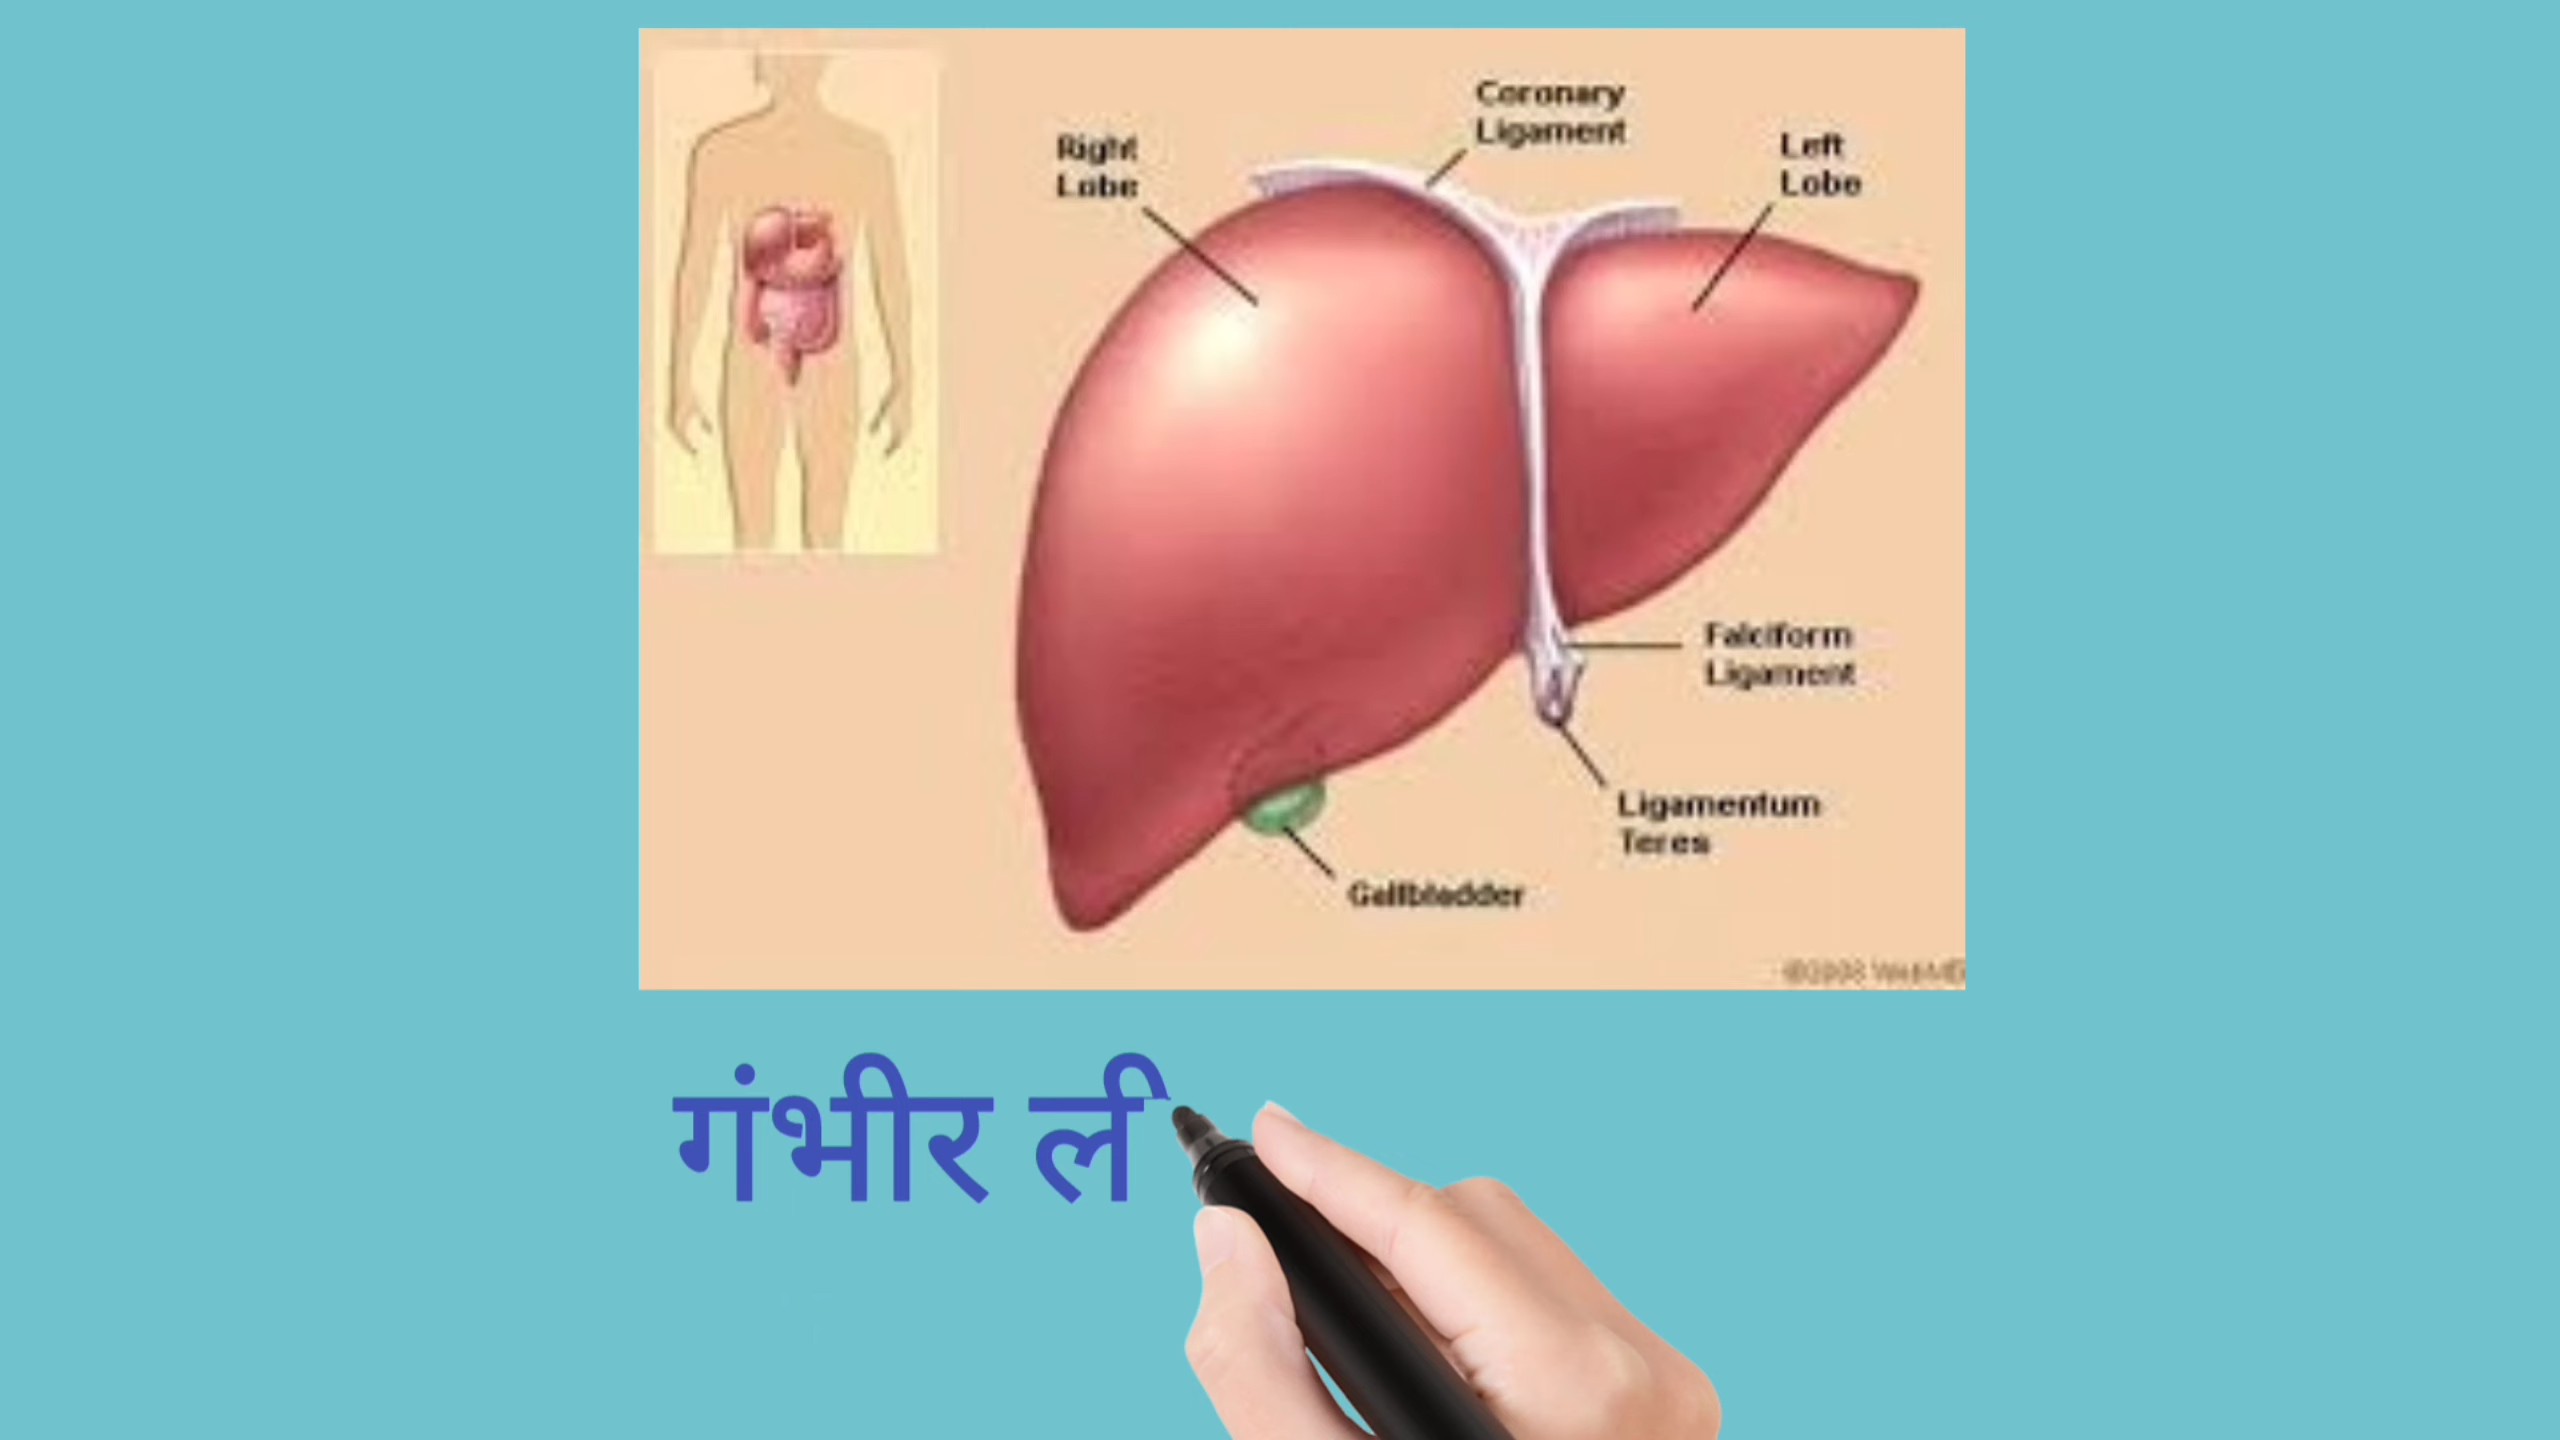 Coronary
Ligament
Right
Lobe
Left
Lobe
Falciform
Ligament
Ligamentum
Teres
Gallbladder
गंभीर